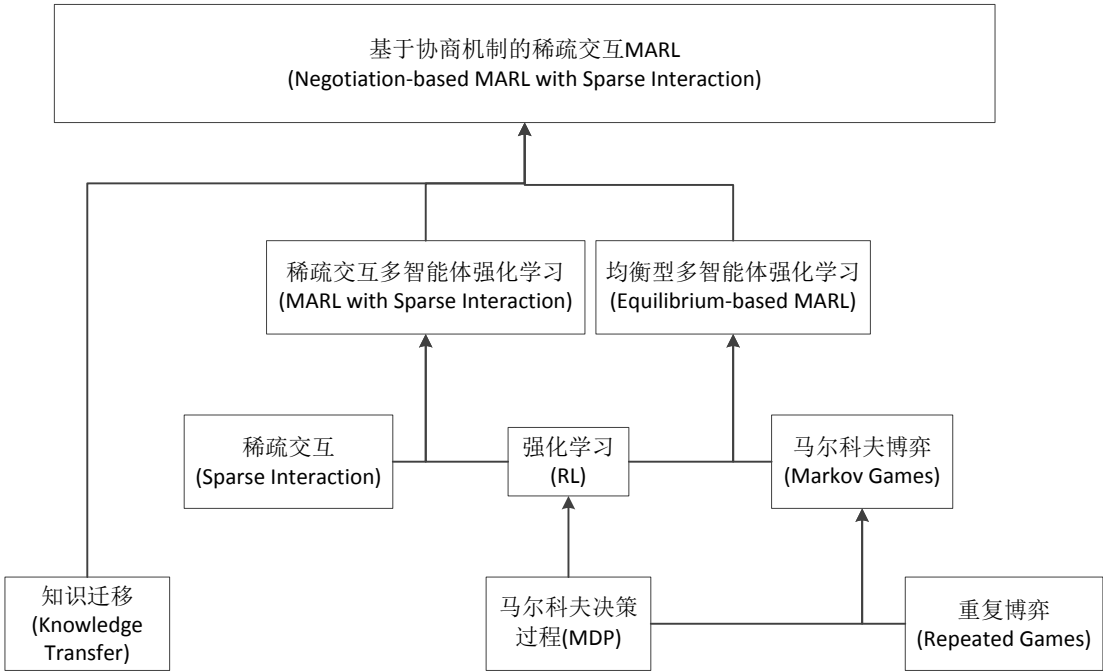 基于协商机制的稀疏交互MARL
(Negotiation-based MARL with Sparse Interaction)
稀疏交互多智能体强化学习
(MARL with Sparse Interaction)
均衡型多智能体强化学习
(Equilibrium-based MARL)
稀疏交互
(Sparse Interaction)
强化学习
(RL)
马尔科夫博弈
(Markov Games)
知识迁移
(Knowledge
Transfer)
马尔科夫决策
过程(MDP)
重复博弈
(Repeated Games)